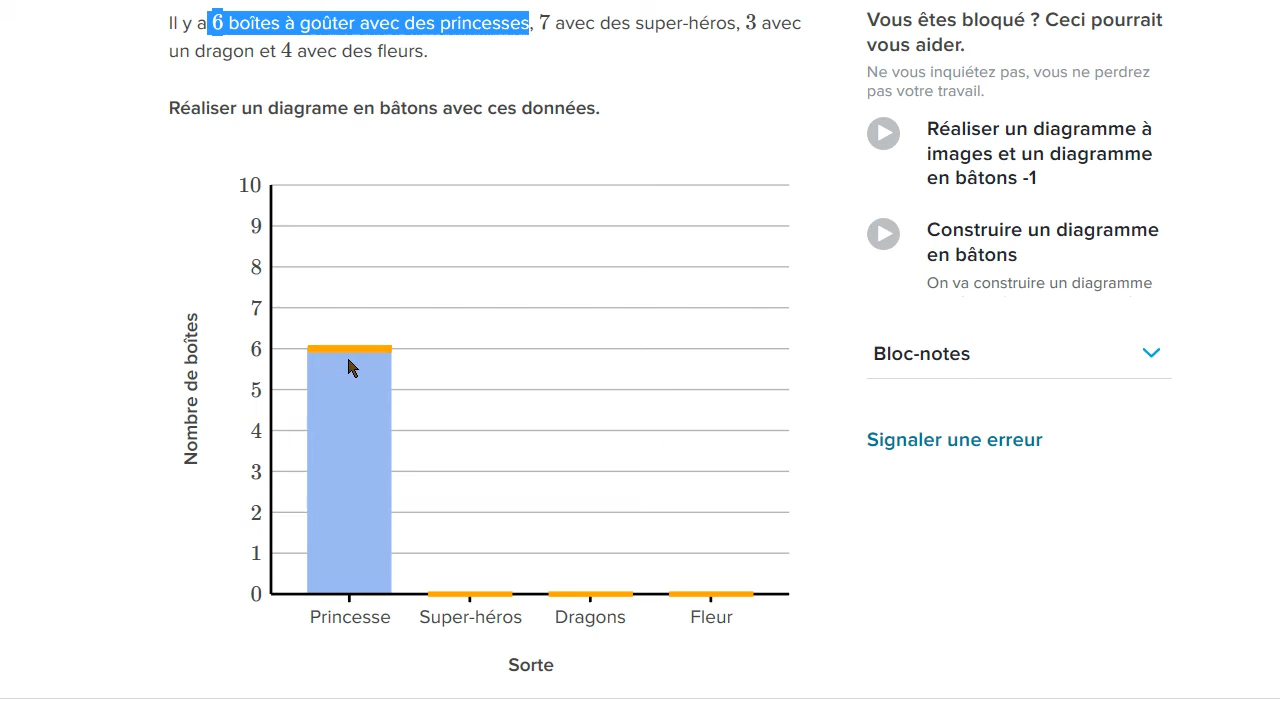 Il y a 6 boîtes à goûter avec des princesses, 7 avec des super-héros, 3 avec
un dragon et 4 avec des fleurs.
Réaliser un diagrame en bâtons avec ces données.
10
9
8
7
6
5
4
3
2
1
0
Nombre de boîtes
Princesse
Super-héros
Dragons
Fleur
Sorte
Vous êtes bloqué ? Ceci pourrait
vous aider.
Ne vous inquiétez pas, vous ne perdrez
pas votre travail.
Réaliser un diagramme à
images et un diagramme
en bâtons -1
Construire un diagramme
en bâtons
On va construire un diagramme
Bloc-notes
Signaler une erreur